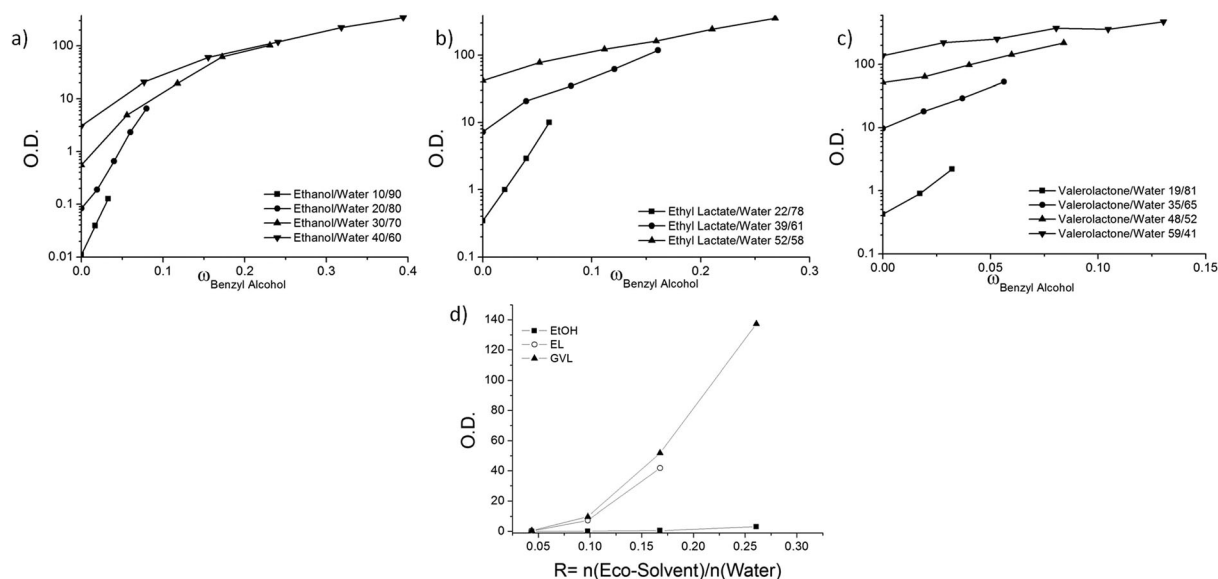 a)
100
10
1
0.1
0.01
O.D.
0.0
0.1
0.2
0.3
0.4
ω Benzyl Alcohol
Ethanol/Water 10/90
Ethanol/Water 20/80
Ethanol/Water 30/70
Ethanol/Water 40/60
b)
100
10
1
0.1
O.D.
0.0
0.1
0.2
0.3
ω Benzyl Alcohol
Ethyl Lactate/Water 22/78
Ethyl Lactate/Water 39/61
Ethyl Lactate/Water 52/58
c)
100
10
1
0.1
O.D.
0.00
0.05
0.10
0.15
ω Benzyl Alcohol
Valerolactone/Water 19/81
Valerolactone/Water 35/65
Valerolactone/Water 48/52
Valerolactone/Water 59/41
d)
EtOH
EL
GVL
140
120
100
80
60
40
20
0
O.D.
0.05
0.10
0.15
0.20
0.25
0.30
R= n(Eco-Solvent)/n(Water)